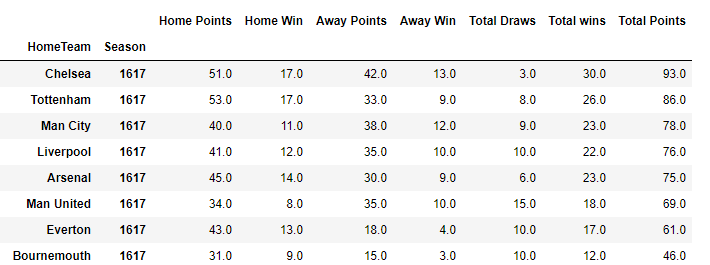 Home Points Home Win Away Points Away Win Total Draws Total wins Total Points
HomeTeam Season
Chelsea 1617 51.0 17.0 42.0 13.0 3.0 30.0 93.0
Tottenham 1617 53.0 17.0 33.0 9.0 8.0 26.0 86.0
Man City 1617 40.0 11.0 38.0 12.0 9.0 23.0 78.0
Liverpool 1617 41.0 12.0 35.0 10.0 10.0 22.0 76.0
Arsenal 1617 45.0 14.0 30.0 9.0 6.0 23.0 75.0
Man United 1617 34.0 8.0 35.0 10.0 15.0 18.0 69.0
Everton 1617 43.0 13.0 18.0 4.0 10.0 17.0 61.0
Bournemouth 1617 31.0 9.0 15.0 3.0 10.0 12.0 46.0